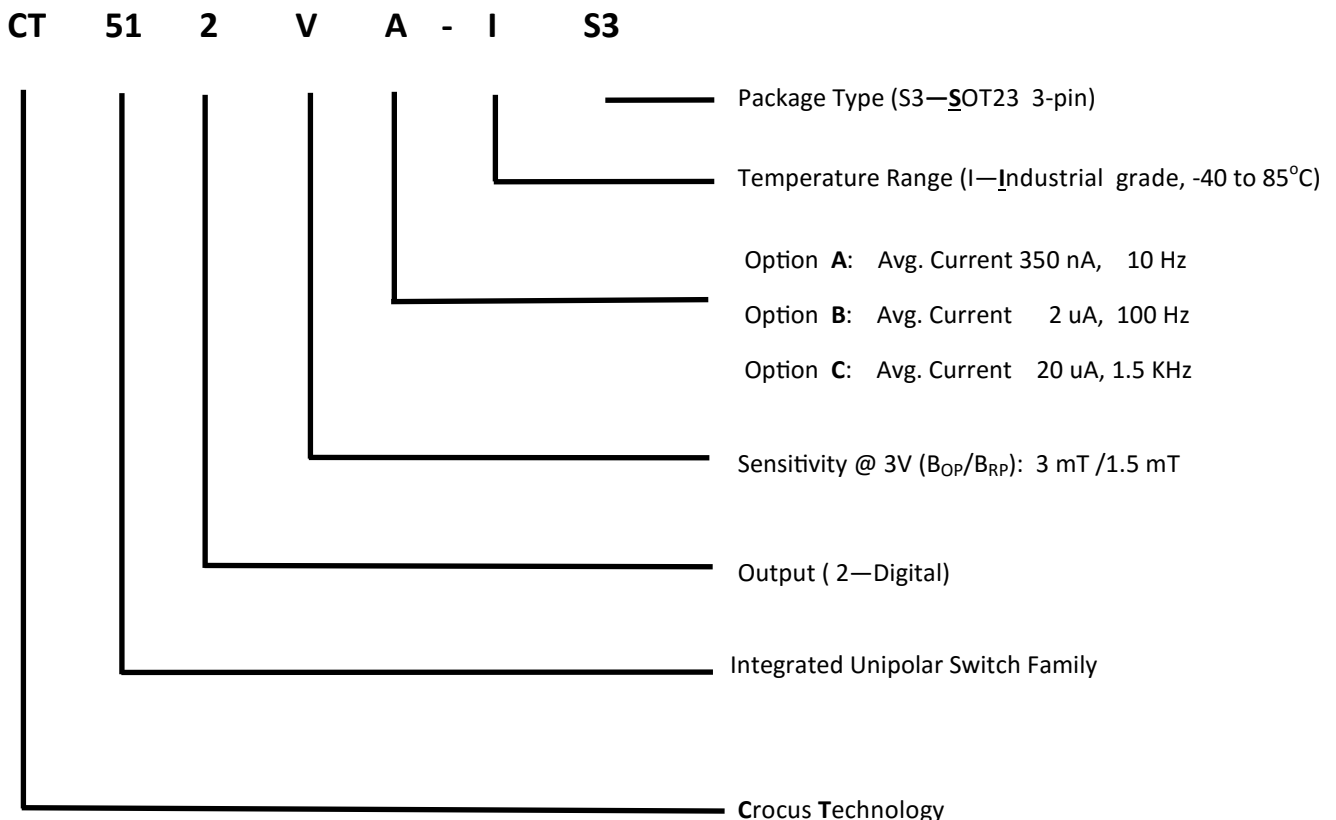 CT 51 2 V A - I S3
Package Type (S3—SOT23 3-pin)
Temperature Range (I—Industrial grade, -40 to 85°C)
Option A: Avg. Current 350 nA, 10 Hz
Option B: Avg. Current 2 uA, 100 Hz
Option C: Avg. Current 20 uA, 1.5 KHz
Sensitivity @ 3V (BOP/BRP): 3 mT /1.5 mT
Output ( 2—Digital)
Integrated Unipolar Switch Family
Crocus Technology